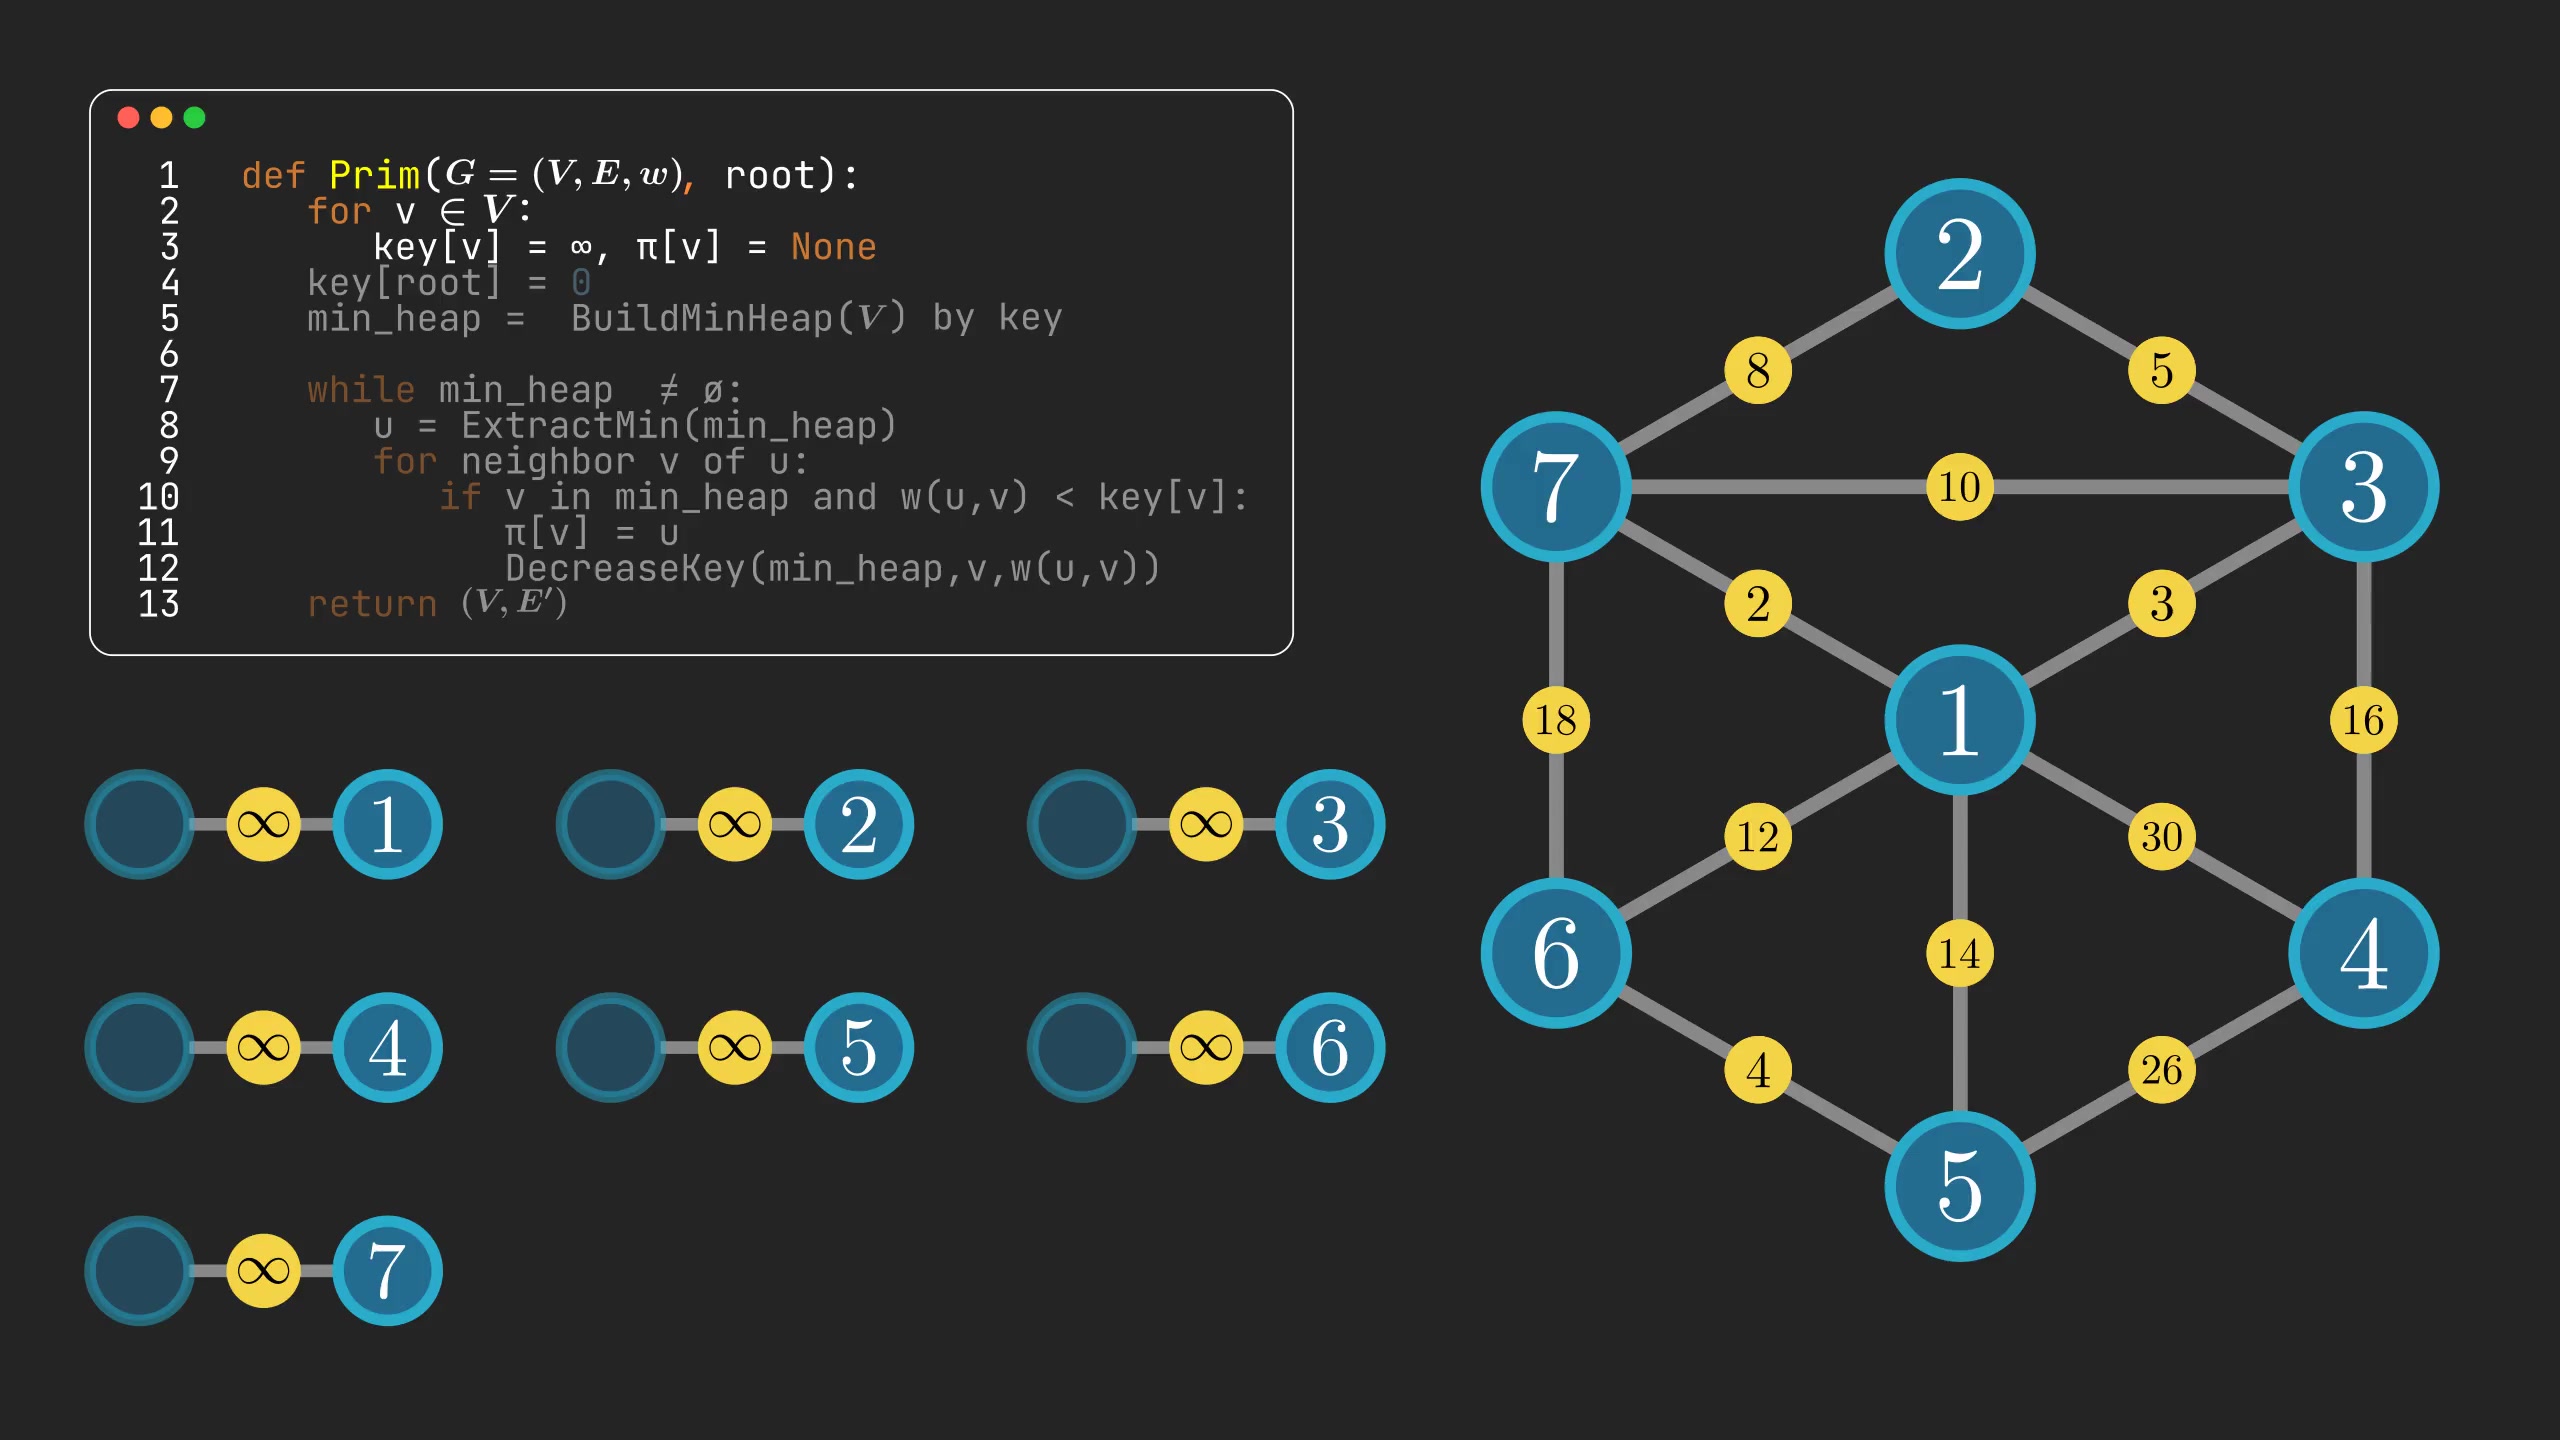 1 def Prim(G = (V, E, w), root):
2 for v ∈ V:
3 key[v] = ∞, π[v] = None
4 key[root] = 0
5 min_heap = BuildMinHeap(V) by key
6
7 while min_heap ≠ ø:
8 u = ExtractMin(min_heap)
9 for neighbor v of u:
10 if v in min_heap and w(u,v) < key[v]:
11 π[v] = u
12 DecreaseKey(min_heap,v,w(u,v))
13 return (V, E′)
∞ 1 ∞ 2 ∞ 3
∞ 4 ∞ 5 ∞ 6
∞ 7
2
8 5
7 10 3
2 3
18 1 16
12 30
6 14 4
4 26
5